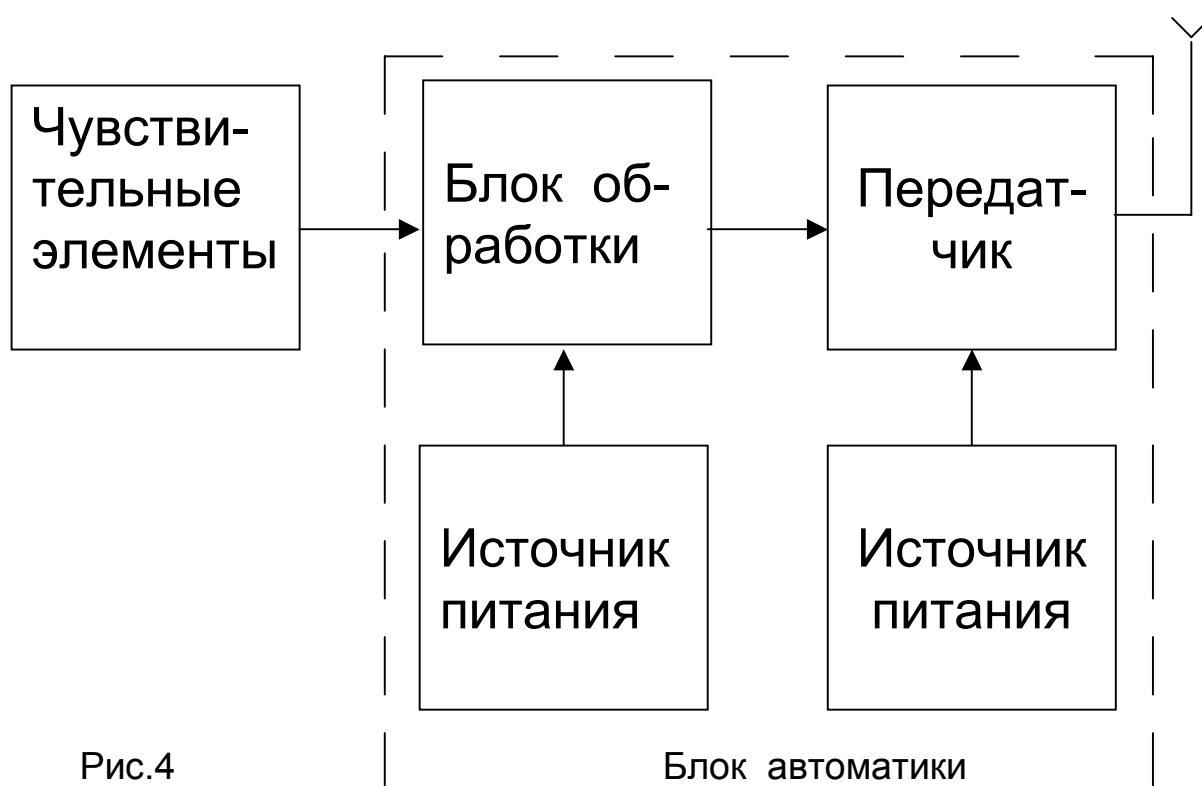 Чувстви-
тельные
элементы
Блок об-
работки
Передат-
чик
Источник
питания
Источник
питания
Рис.4
Блок автоматики